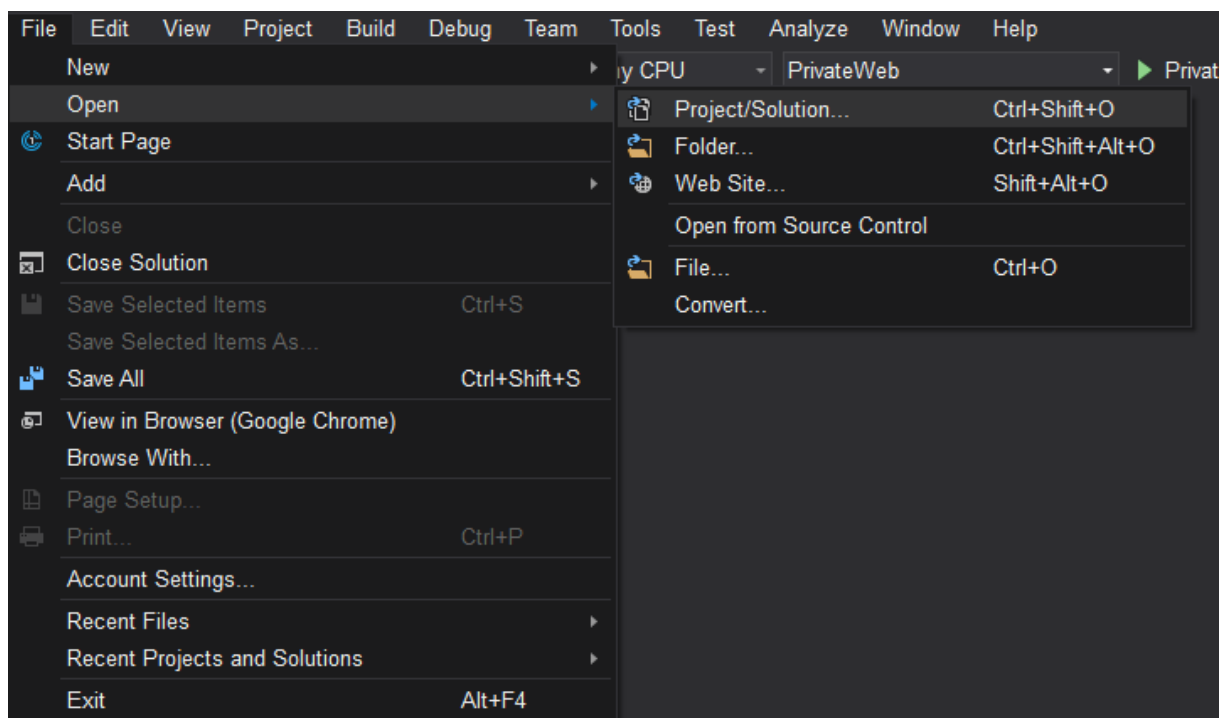 File Edit View Project Build Debug Team Tools Test Analyze Window Help
New
Open
Start Page
Add
Close
Close Solution
Save Selected Items Ctrl+S
Save Selected Items As...
Save All Ctrl+Shift+S
View in Browser (Google Chrome)
Browse With...
Page Setup...
Print... Ctrl+P
Account Settings...
Recent Files
Recent Projects and Solutions
Exit Alt+F4
CPU PrivateWeb
Project/Solution... Ctrl+Shift+O
Folder... Ctrl+Shift+Alt+O
Web Site... Shift+Alt+O
Open from Source Control
File... Ctrl+O
Convert...